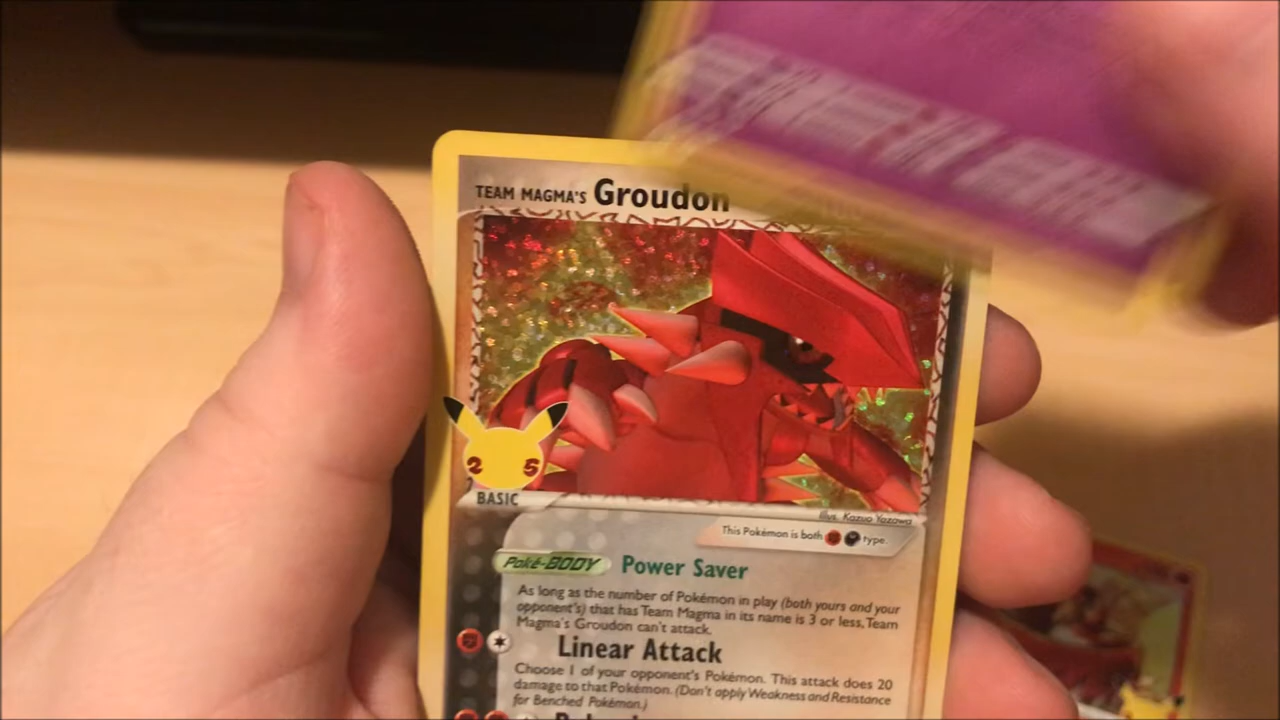 TEAM MAGMA'S Groudon
2 5
BASIC
Illus. Kazuo Yazawa
This Pokémon is both type.
Poké-BODY Power Saver
As long as the number of Pokémon in play (both yours and your
opponent's) that has Team Magma in its name is 3 or less, Team
Magma's Groudon can't attack.
Linear Attack
Choose 1 of your opponent's Pokémon. This attack does 20
damage to that Pokémon. (Don't apply Weakness and Resistance
for Benched Pokémon.)